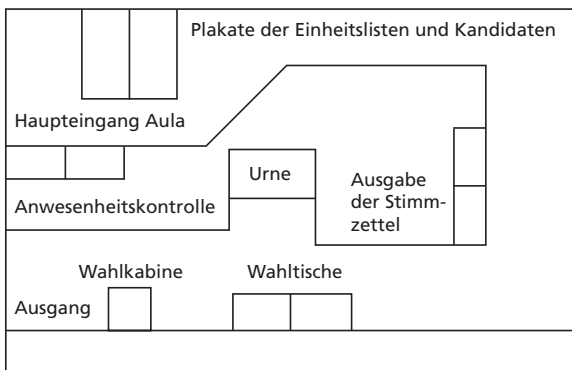 Plakate der Einheitslisten und Kandidaten
Haupteingang Aula
Urne
Ausgabe
der Stimm-
zettel
Anwesenheitskontrolle
Wahlkabine
Wahltische
Ausgang